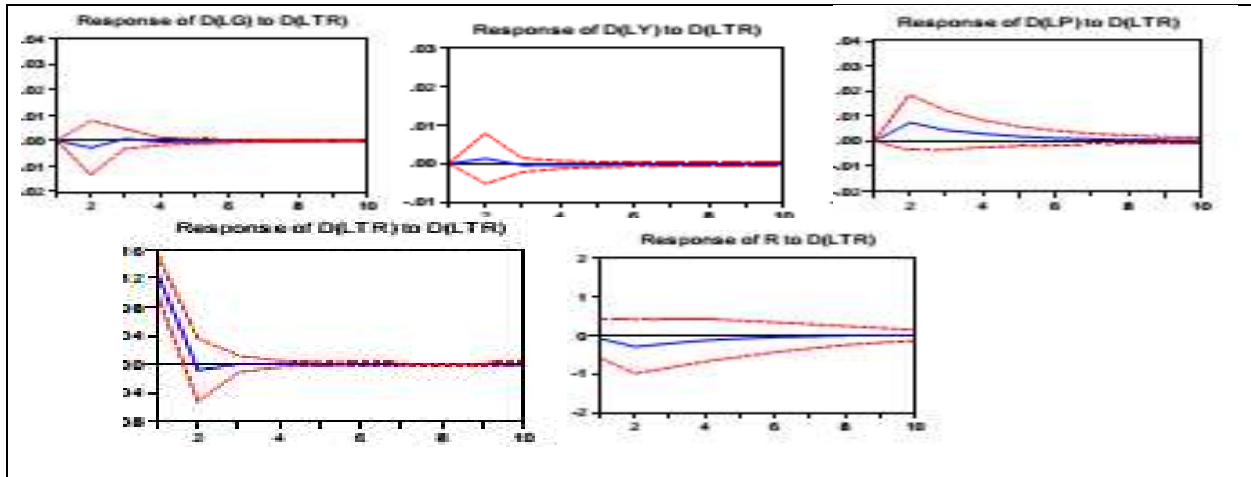 Response of D(LG) to D(LTR)
.04
.03
.02
.01
.00
-.01
-.02
2 4 6 8 10
Response of D(LY) to D(LTR)
.03
.02
.01
.00
-.01
2 4 6 8 10
Response of D(LP) to D(LTR)
.04
.03
.02
.01
.00
-.01
-.02
2 4 6 8 10
Response of D(LTR) to D(LTR)
2 4 6 8 10
Response of R to D(LTR)
2
1
0
-1
-2
2 4 6 8 10